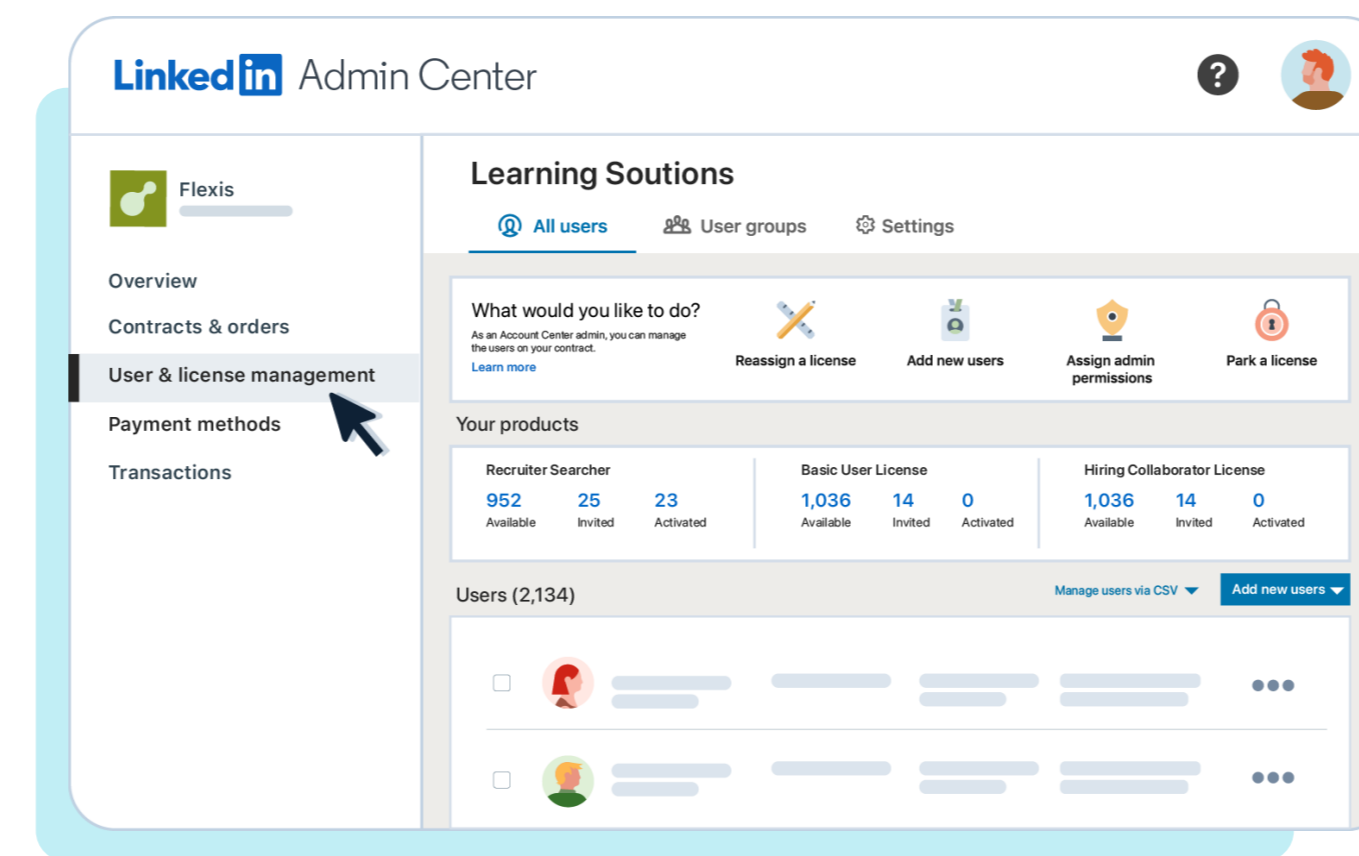 Linked in Admin Center
?
Flexis
Overview
Contracts & orders
User & license management
Payment methods
Transactions
Learning Soutions
All users User groups Settings
What would you like to do?
As an Account Center admin, you can manage
the users on your contract.
Learn more
Reassign a license
Add new users
Assign admin
permissions
Park a license
Your products
Recruiter Searcher
952 25 23
Available Invited Activated
Basic User License
1,036 14 0
Available Invited Activated
Hiring Collaborator License
1,036 14 0
Available Invited Activated
Users (2,134)
Manage users via CSV
Add new users